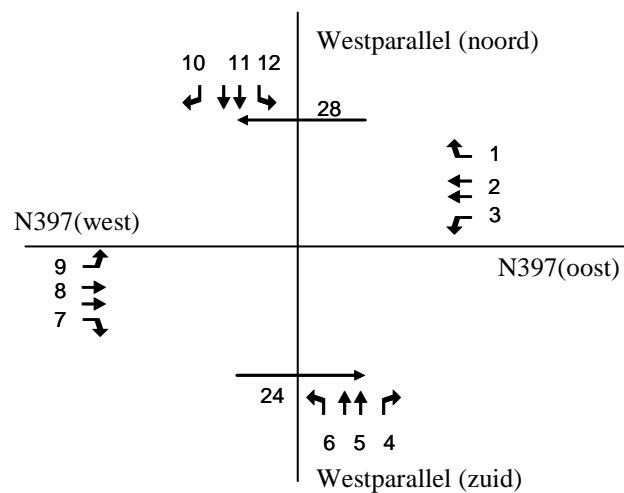 Westparallel (noord)
10 11 12
28
1
2
3
N397(west)
9
8
7
N397(oost)
24
6 5 4
Westparallel (zuid)